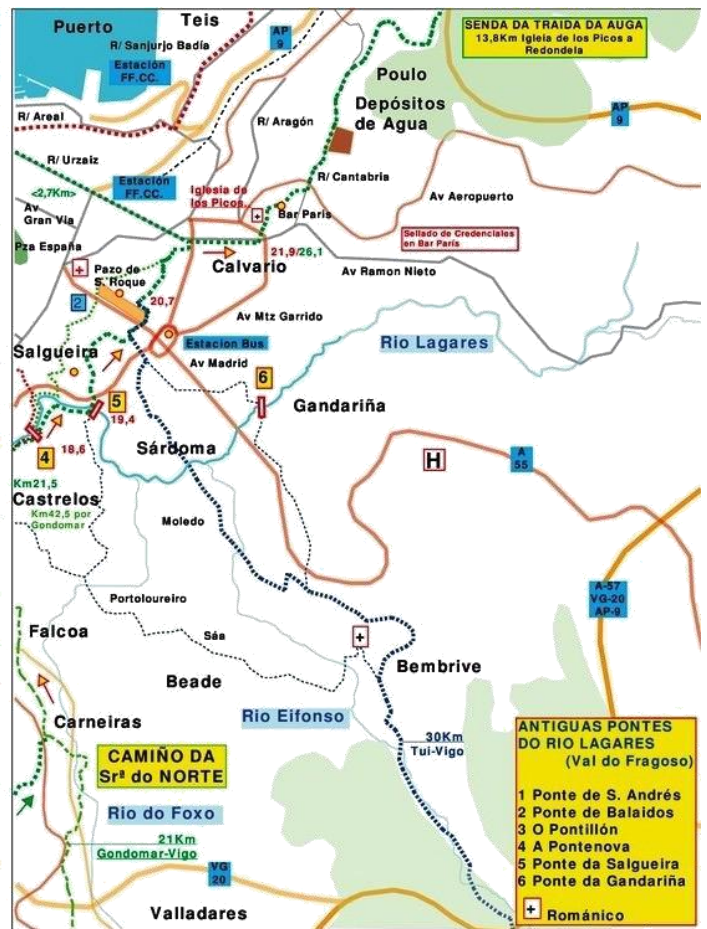 Puerto
Teis
R/ Sanjurjo Badía
AP
9
SENDA DA TRAIDA DA AUGA
13,8Km Igleia de los Picos a
Redondela
Estación
FF.CC.
Poulo
Depósitos
de Agua
AP
9
R/ Areal
R/ Aragón
R/ Urzaiz
Estación
FF.CC.
R/ Cantabria
<2,7Km>
Iglesia de
los Picos
Av Aeropuerto
Av
Gran Vía
Bar París
Sellado de Credenciales
en Bar París
Pza España
21,9/26,1
Calvario
Av Ramon Nieto
Pazo de
S. Roque
2
20,7
Av Mtz Garrido
Estacion Bus
Rio Lagares
Salgueira
Av Madrid
6
Gandariña
5
19,4
Sárdoma
4
18,6
H
A
55
Km21,5
Castrelos
Km42,5 por
Gondomar
Moledo
A-57
VG-20
AP-9
Portoloureiro
Falcoa
Sáa
Beade
Bembrive
Rio Eifonso
Carneiras
30Km
Tui-Vigo
CAMIÑO DA
Srª do NORTE
Rio do Foxo
21Km
Gondomar-Vigo
VG
20
Valladares
ANTIGUAS PONTES
DO RIO LAGARES
(Val do Fragoso)
1 Ponte de S. Andrés
2 Ponte de Balaidos
3 O Pontillón
4 A Pontenova
5 Ponte da Salgueira
6 Ponte da Gandariña
Románico